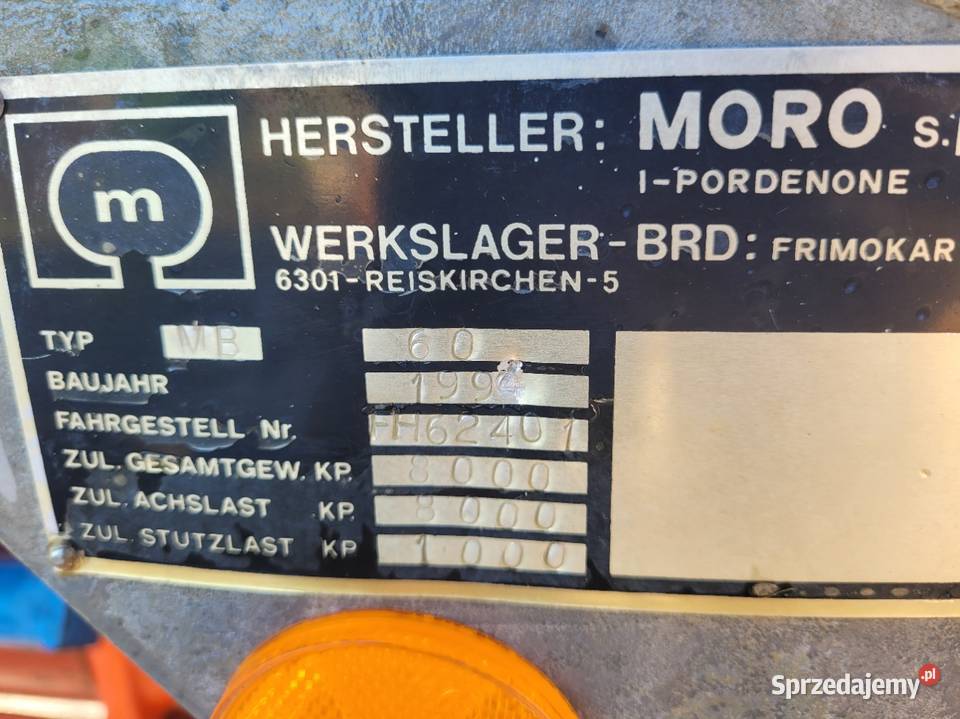 m
HERSTELLER: MORO S.
I-PORDENONE
WERKSLAGER-BRD: FRIMOKAR
6301-REISKIRCHEN-5
TYP MB 60
BAUJAHR
FAHRGESTELL Nr. FH62401
ZUL. GESAMTGEW. KP. 8000
ZUL. ACHSLAST KP. 8000
ZUL. STUTZLAST KP 1000
Sprzedajemy.pl